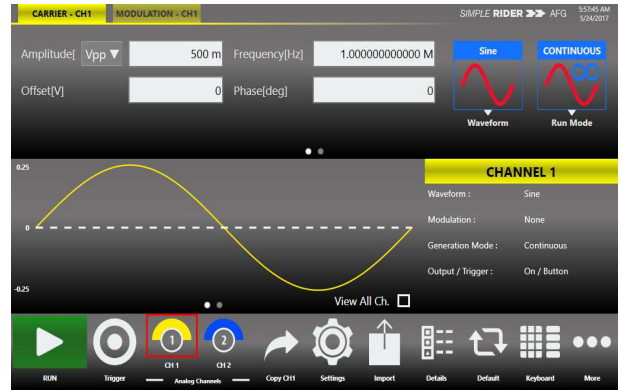 CARRIER - CH1 MODULATION - CH1 SIMPLE RIDER AFG 5:57:45 AM
5/24/2017
Amplitude[ Vpp ▼ 500 m Frequency[Hz] 1.000000000000 M Sine CONTINUOUS
Offset[V] 0 Phase[deg] 0
Waveform Run Mode
0.25 CHANNEL 1
Waveform : Sine
Modulation : None
0
Generation Mode : Continuous
Output / Trigger : On / Button
-0.25
View All Ch.
1 2
RUN Trigger CH 1 CH 2 Copy CH1 Settings Import Details Default Keyboard More
Analog Channels